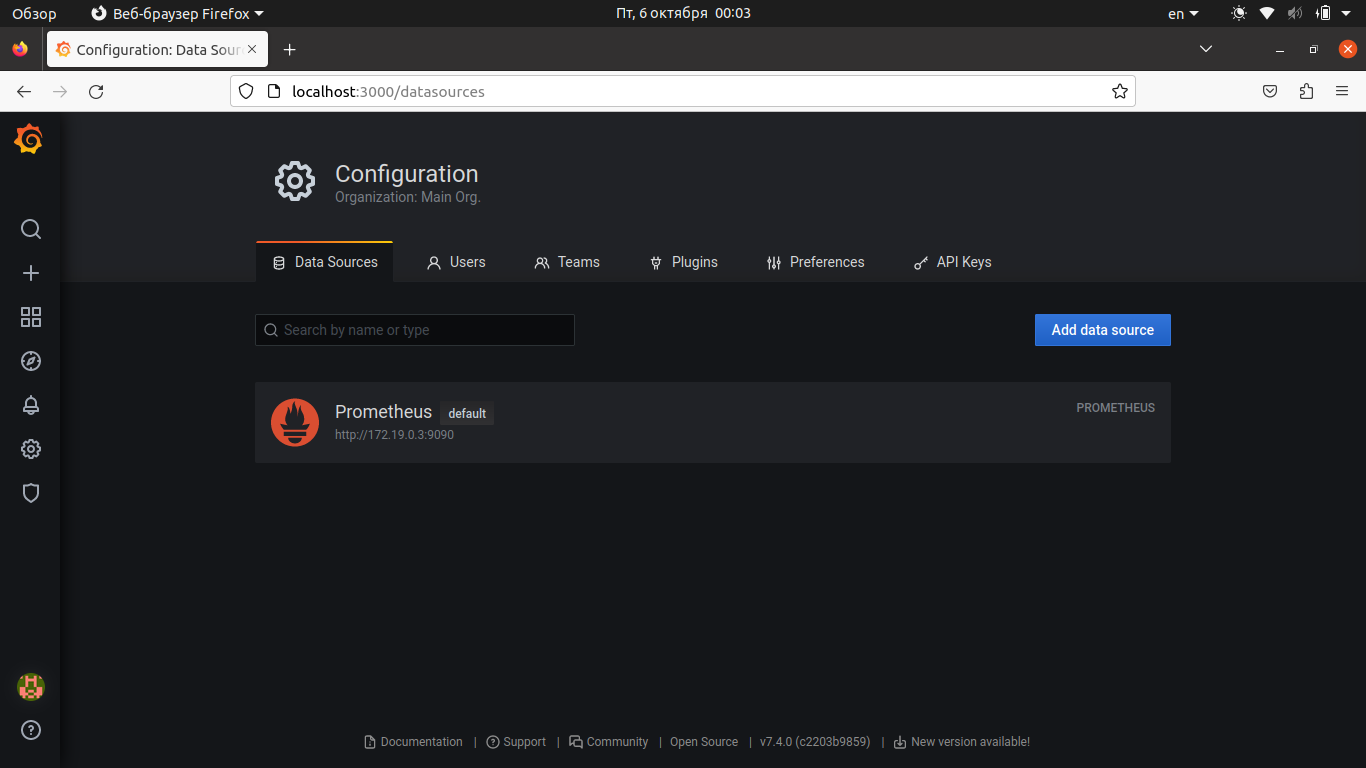 Обзор Веб-браузер Firefox Пт, 6 октября 00:03 en
Configuration: Data Sour
localhost:3000/datasources
Configuration
Organization: Main Org.
Data Sources Users Teams Plugins Preferences API Keys
Search by name or type Add data source
Prometheus default PROMETHEUS
http://172.19.0.3:9090
Documentation | Support | Community | Open Source | v7.4.0 (c2203b9859) | New version available!